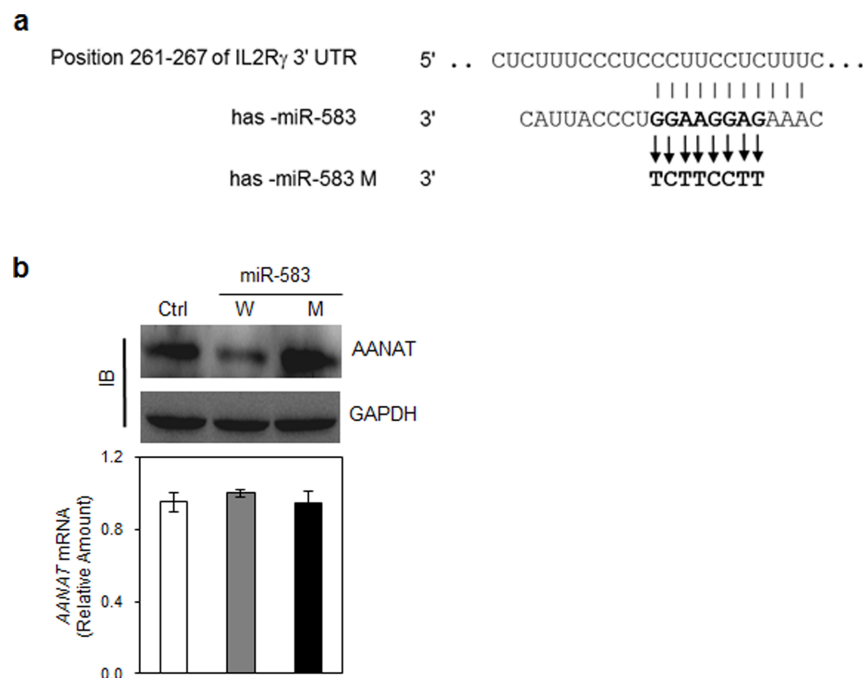 a
Position 261-267 of IL2Rγ 3' UTR 5' .. CUCUUUCCCUCCCUUCCUCUUUC...
has -miR-583 3' CAUUACCCUGGAAGGAGAAAC
has -miR-583 M 3' TCTTCCTT
b
miR-583
Ctrl W M
IB
AANAT
GAPDH
AANAT mRNA
(Relative Amount)
1.2
0.8
0.4
0.0